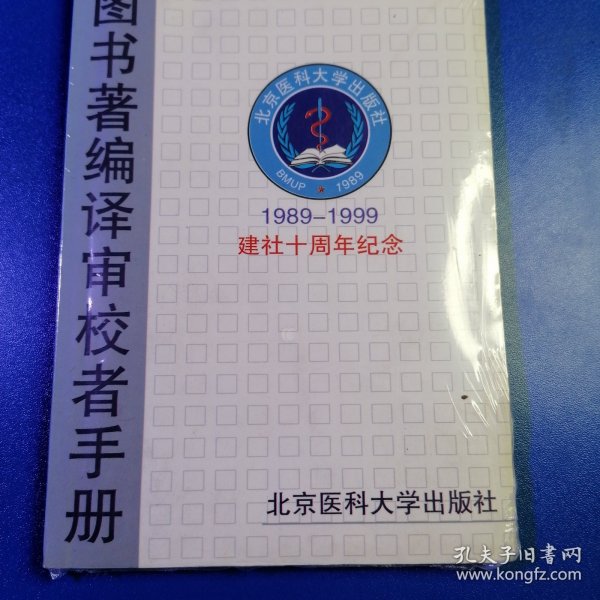 图书著编译审校者手册
北京医科大学出版社
BMUP ★ 1989
1989-1999
建社十周年纪念
北京医科大学出版社
孔夫子旧书网
www.kongfz.com